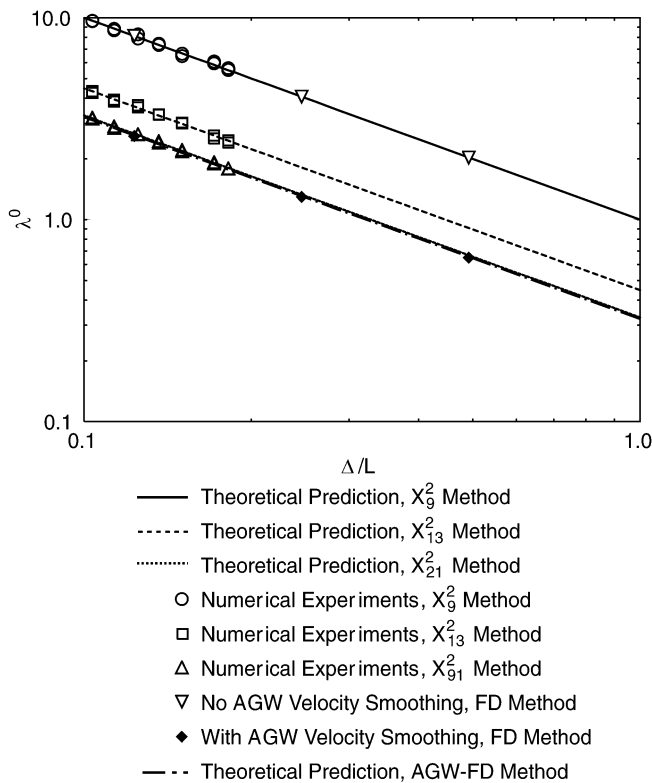 10.0
1.0
0.1
λ⁰
0.1
1.0
Δ/L
Theoretical Prediction, X₉² Method
Theoretical Prediction, X₁₃² Method
Theoretical Prediction, X₂₁² Method
Numerical Experiments, X₉² Method
Numerical Experiments, X₁₃² Method
Numerical Experiments, X₉₁² Method
No AGW Velocity Smoothing, FD Method
With AGW Velocity Smoothing, FD Method
Theoretical Prediction, AGW-FD Method